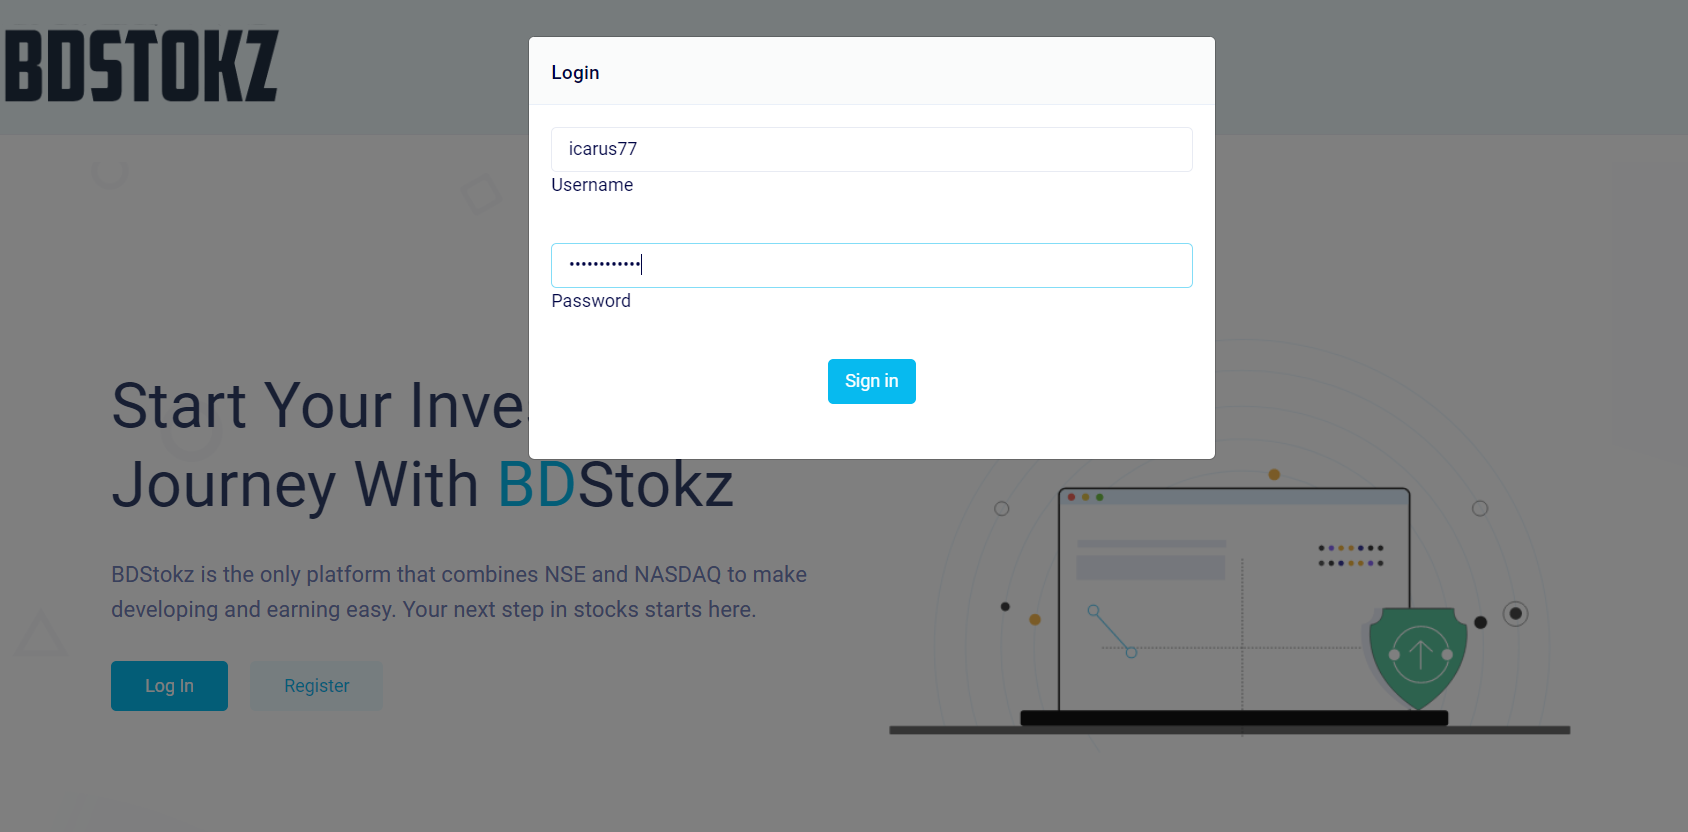 BDSTOKZ
Login
icarus77
Username
••••••••••••
Password
Sign in
Start Your Inves
Journey With BDStokz
BDStokz is the only platform that combines NSE and NASDAQ to make
developing and earning easy. Your next step in stocks starts here.
Log In
Register